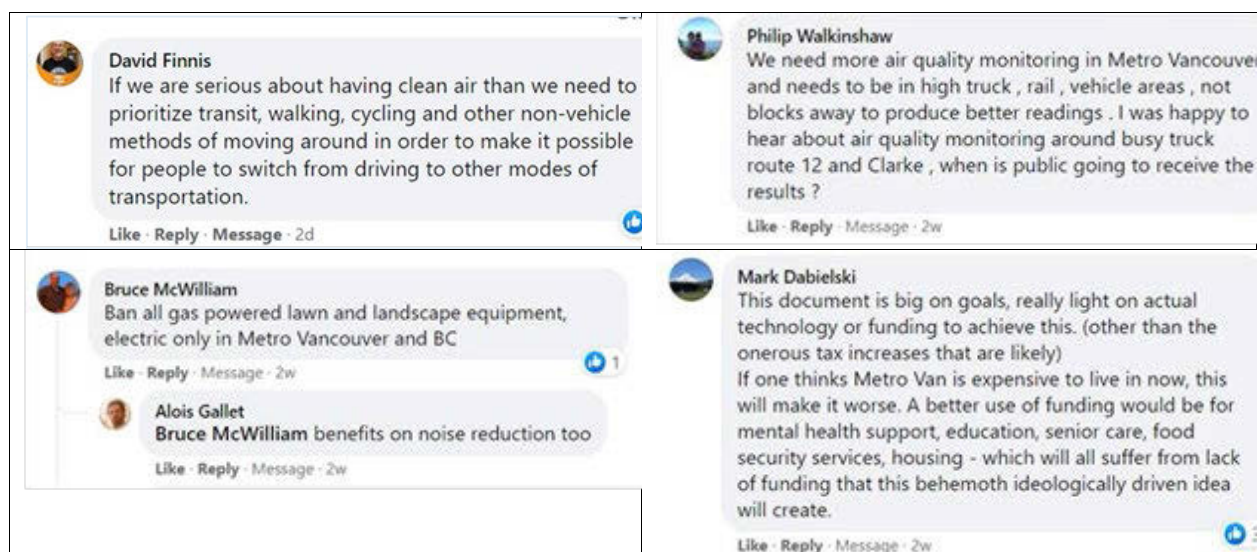 David Finnis
If we are serious about having clean air than we need to
prioritize transit, walking, cycling and other non-vehicle
methods of moving around in order to make it possible
for people to switch from driving to other modes of
transportation.
Like · Reply · Message · 2d
Philip Walkinshaw
We need more air quality monitoring in Metro Vancouver
and needs to be in high truck , rail , vehicle areas , not
blocks away to produce better readings . I was happy to
hear about air quality monitoring around busy truck
route 12 and Clarke , when is public going to receive the
results ?
Like · Reply · Message · 2w
Bruce McWilliam
Ban all gas powered lawn and landscape equipment,
electric only in Metro Vancouver and BC
1
Like · Reply · Message · 2w
Alois Gallet
Bruce McWilliam benefits on noise reduction too
Like · Reply · Message · 2w
Mark Dabielski
This document is big on goals, really light on actual
technology or funding to achieve this. (other than the
onerous tax increases that are likely)
If one thinks Metro Van is expensive to live in now, this
will make it worse. A better use of funding would be for
mental health support, education, senior care, food
security services, housing - which will all suffer from lack
of funding that this behemoth ideologically driven idea
will create.
Like · Reply · Message · 2w